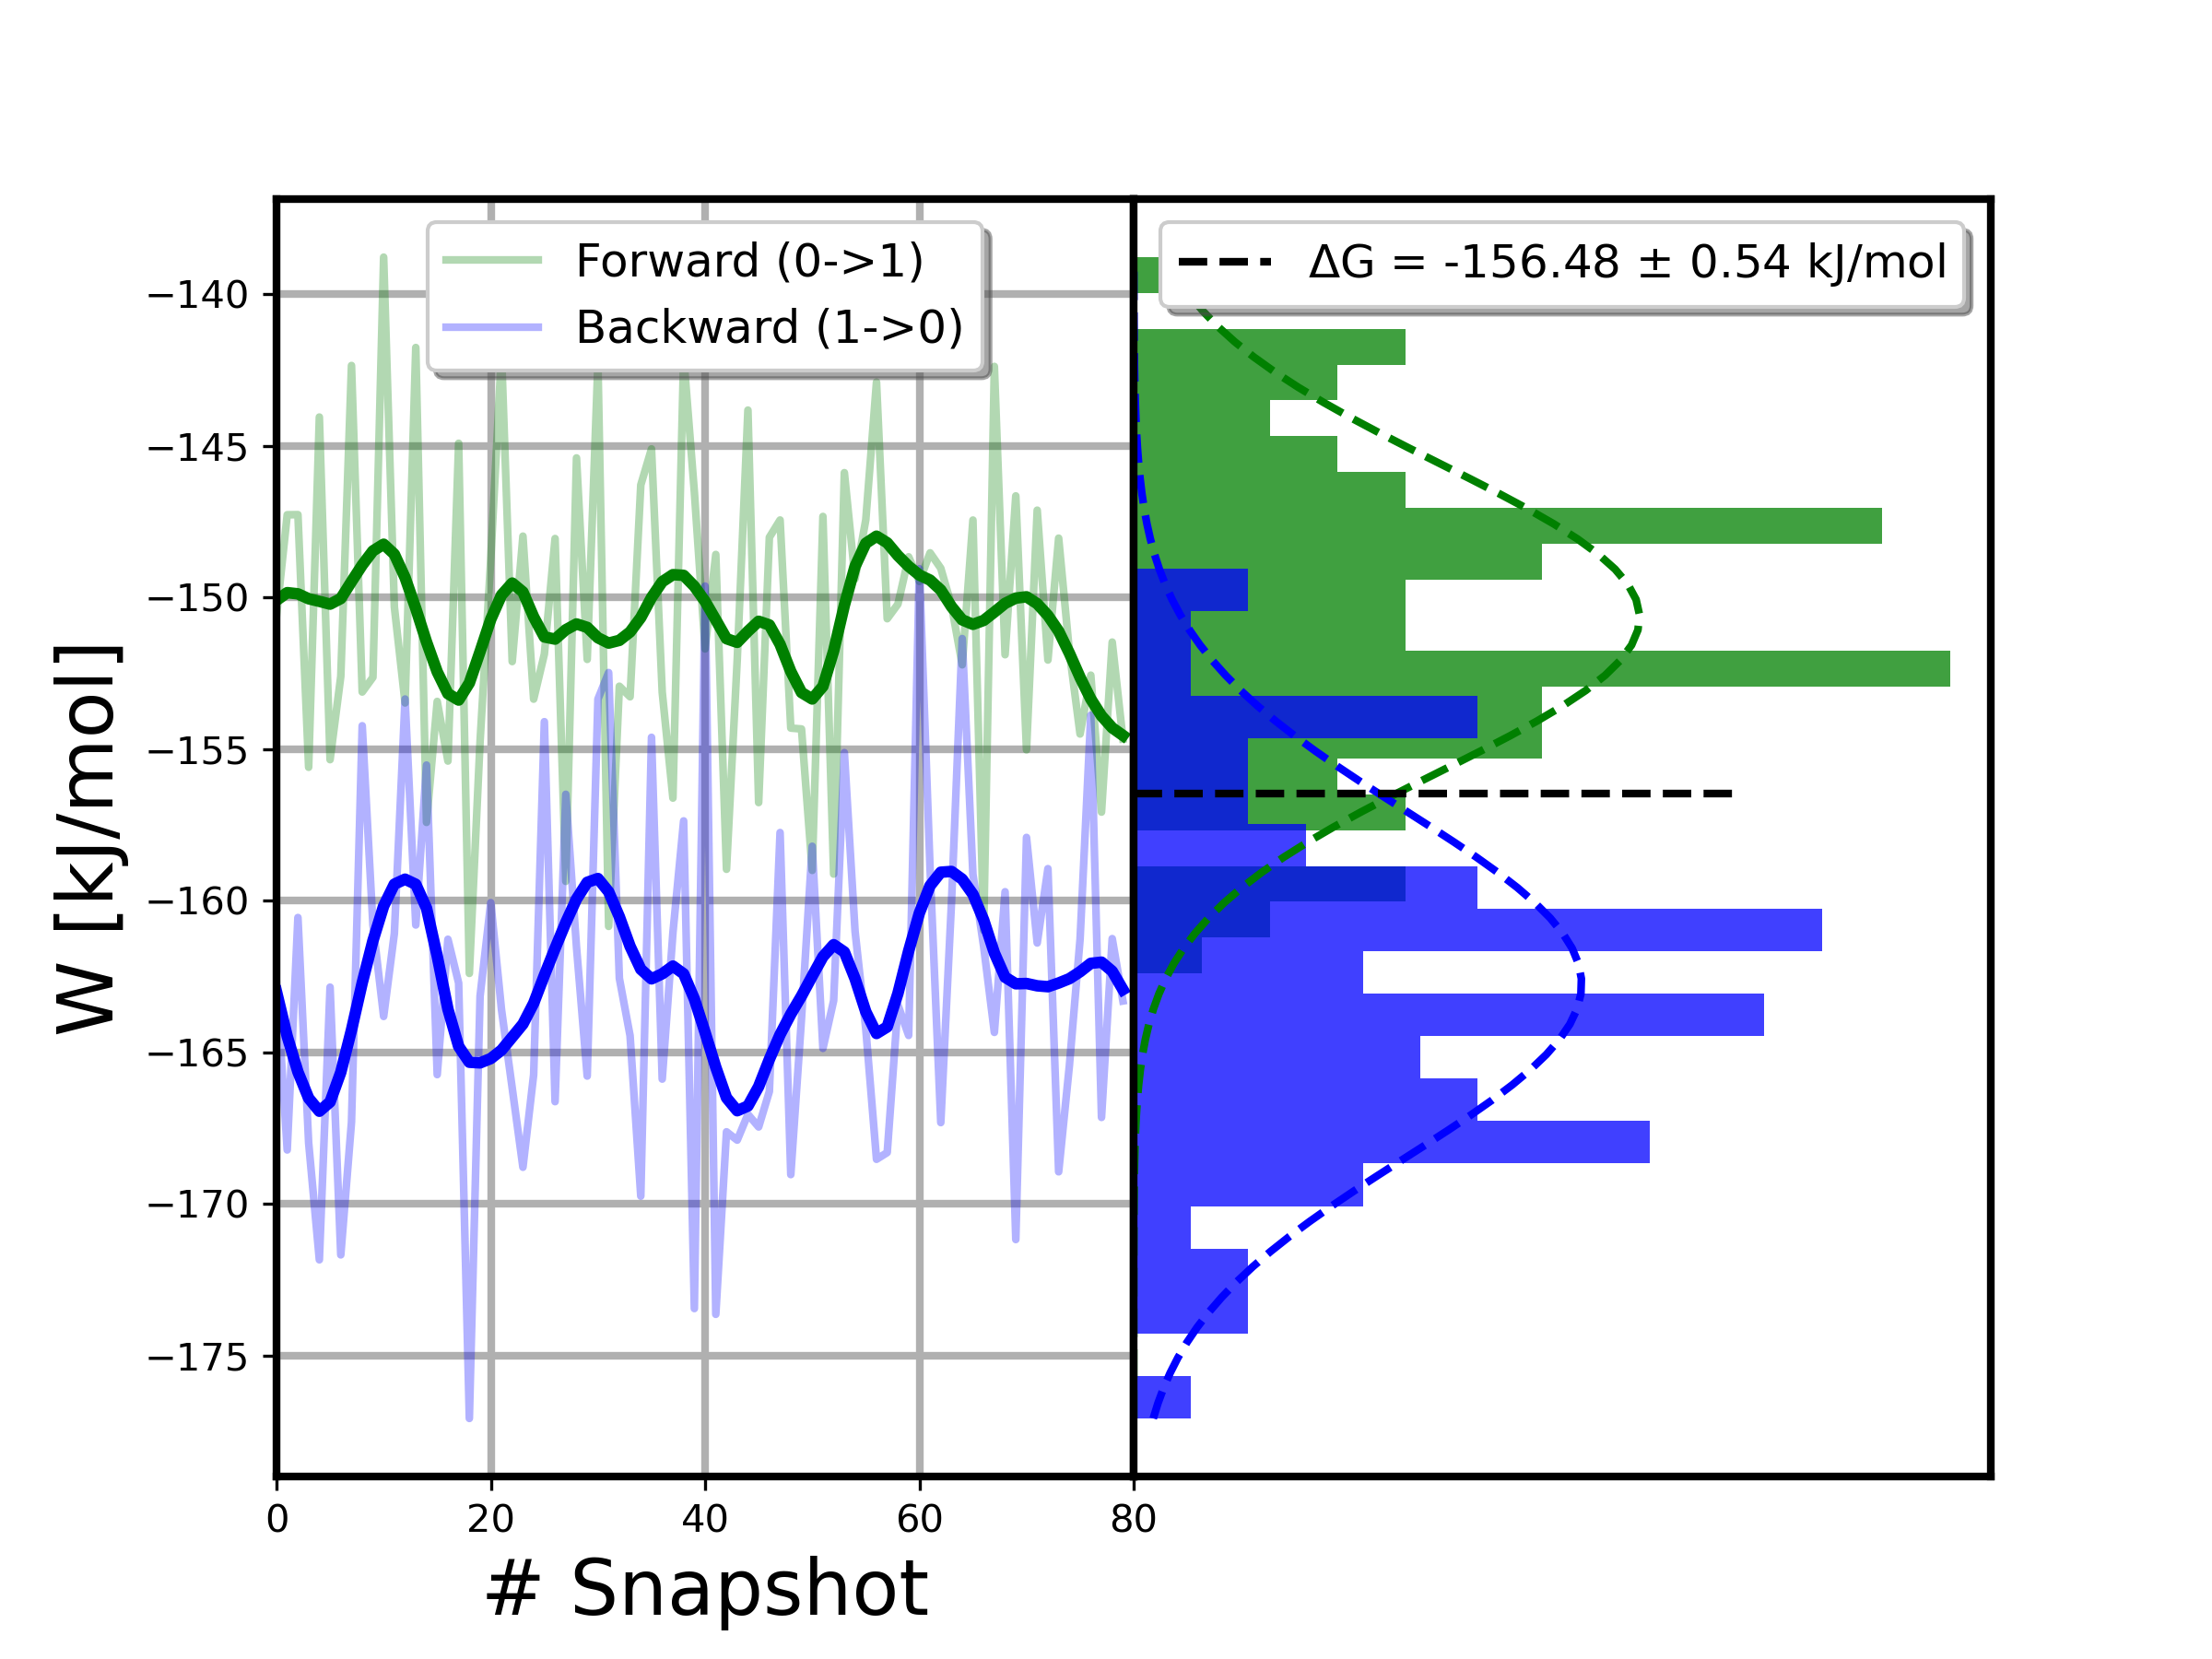 Forward (0->1)
Backward (1->0)
ΔG = -156.48 ± 0.54 kJ/mol
W [kJ/mol]
−140
−145
−150
−155
−160
−165
−170
−175
0 20 40 60 80
# Snapshot